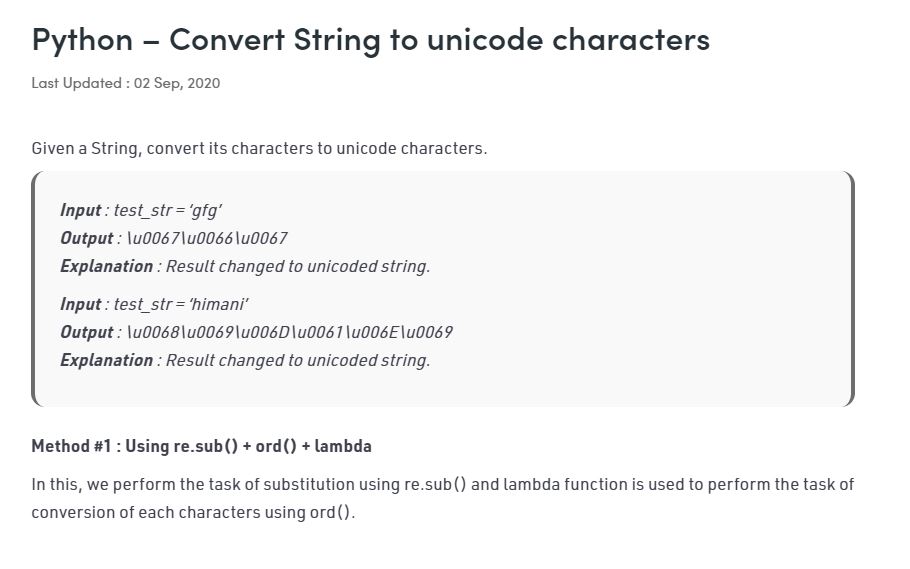 Python – Convert String to unicode characters
Last Updated : 02 Sep, 2020
Given a String, convert its characters to unicode characters.
Input : test_str = ‘gfg’
Output : \u0067\u0066\u0067
Explanation : Result changed to unicoded string.
Input : test_str = ‘himani’
Output : \u0068\u0069\u006D\u0061\u006E\u0069
Explanation : Result changed to unicoded string.
Method #1 : Using re.sub() + ord() + lambda
In this, we perform the task of substitution using re.sub() and lambda function is used to perform the task of
conversion of each characters using ord().